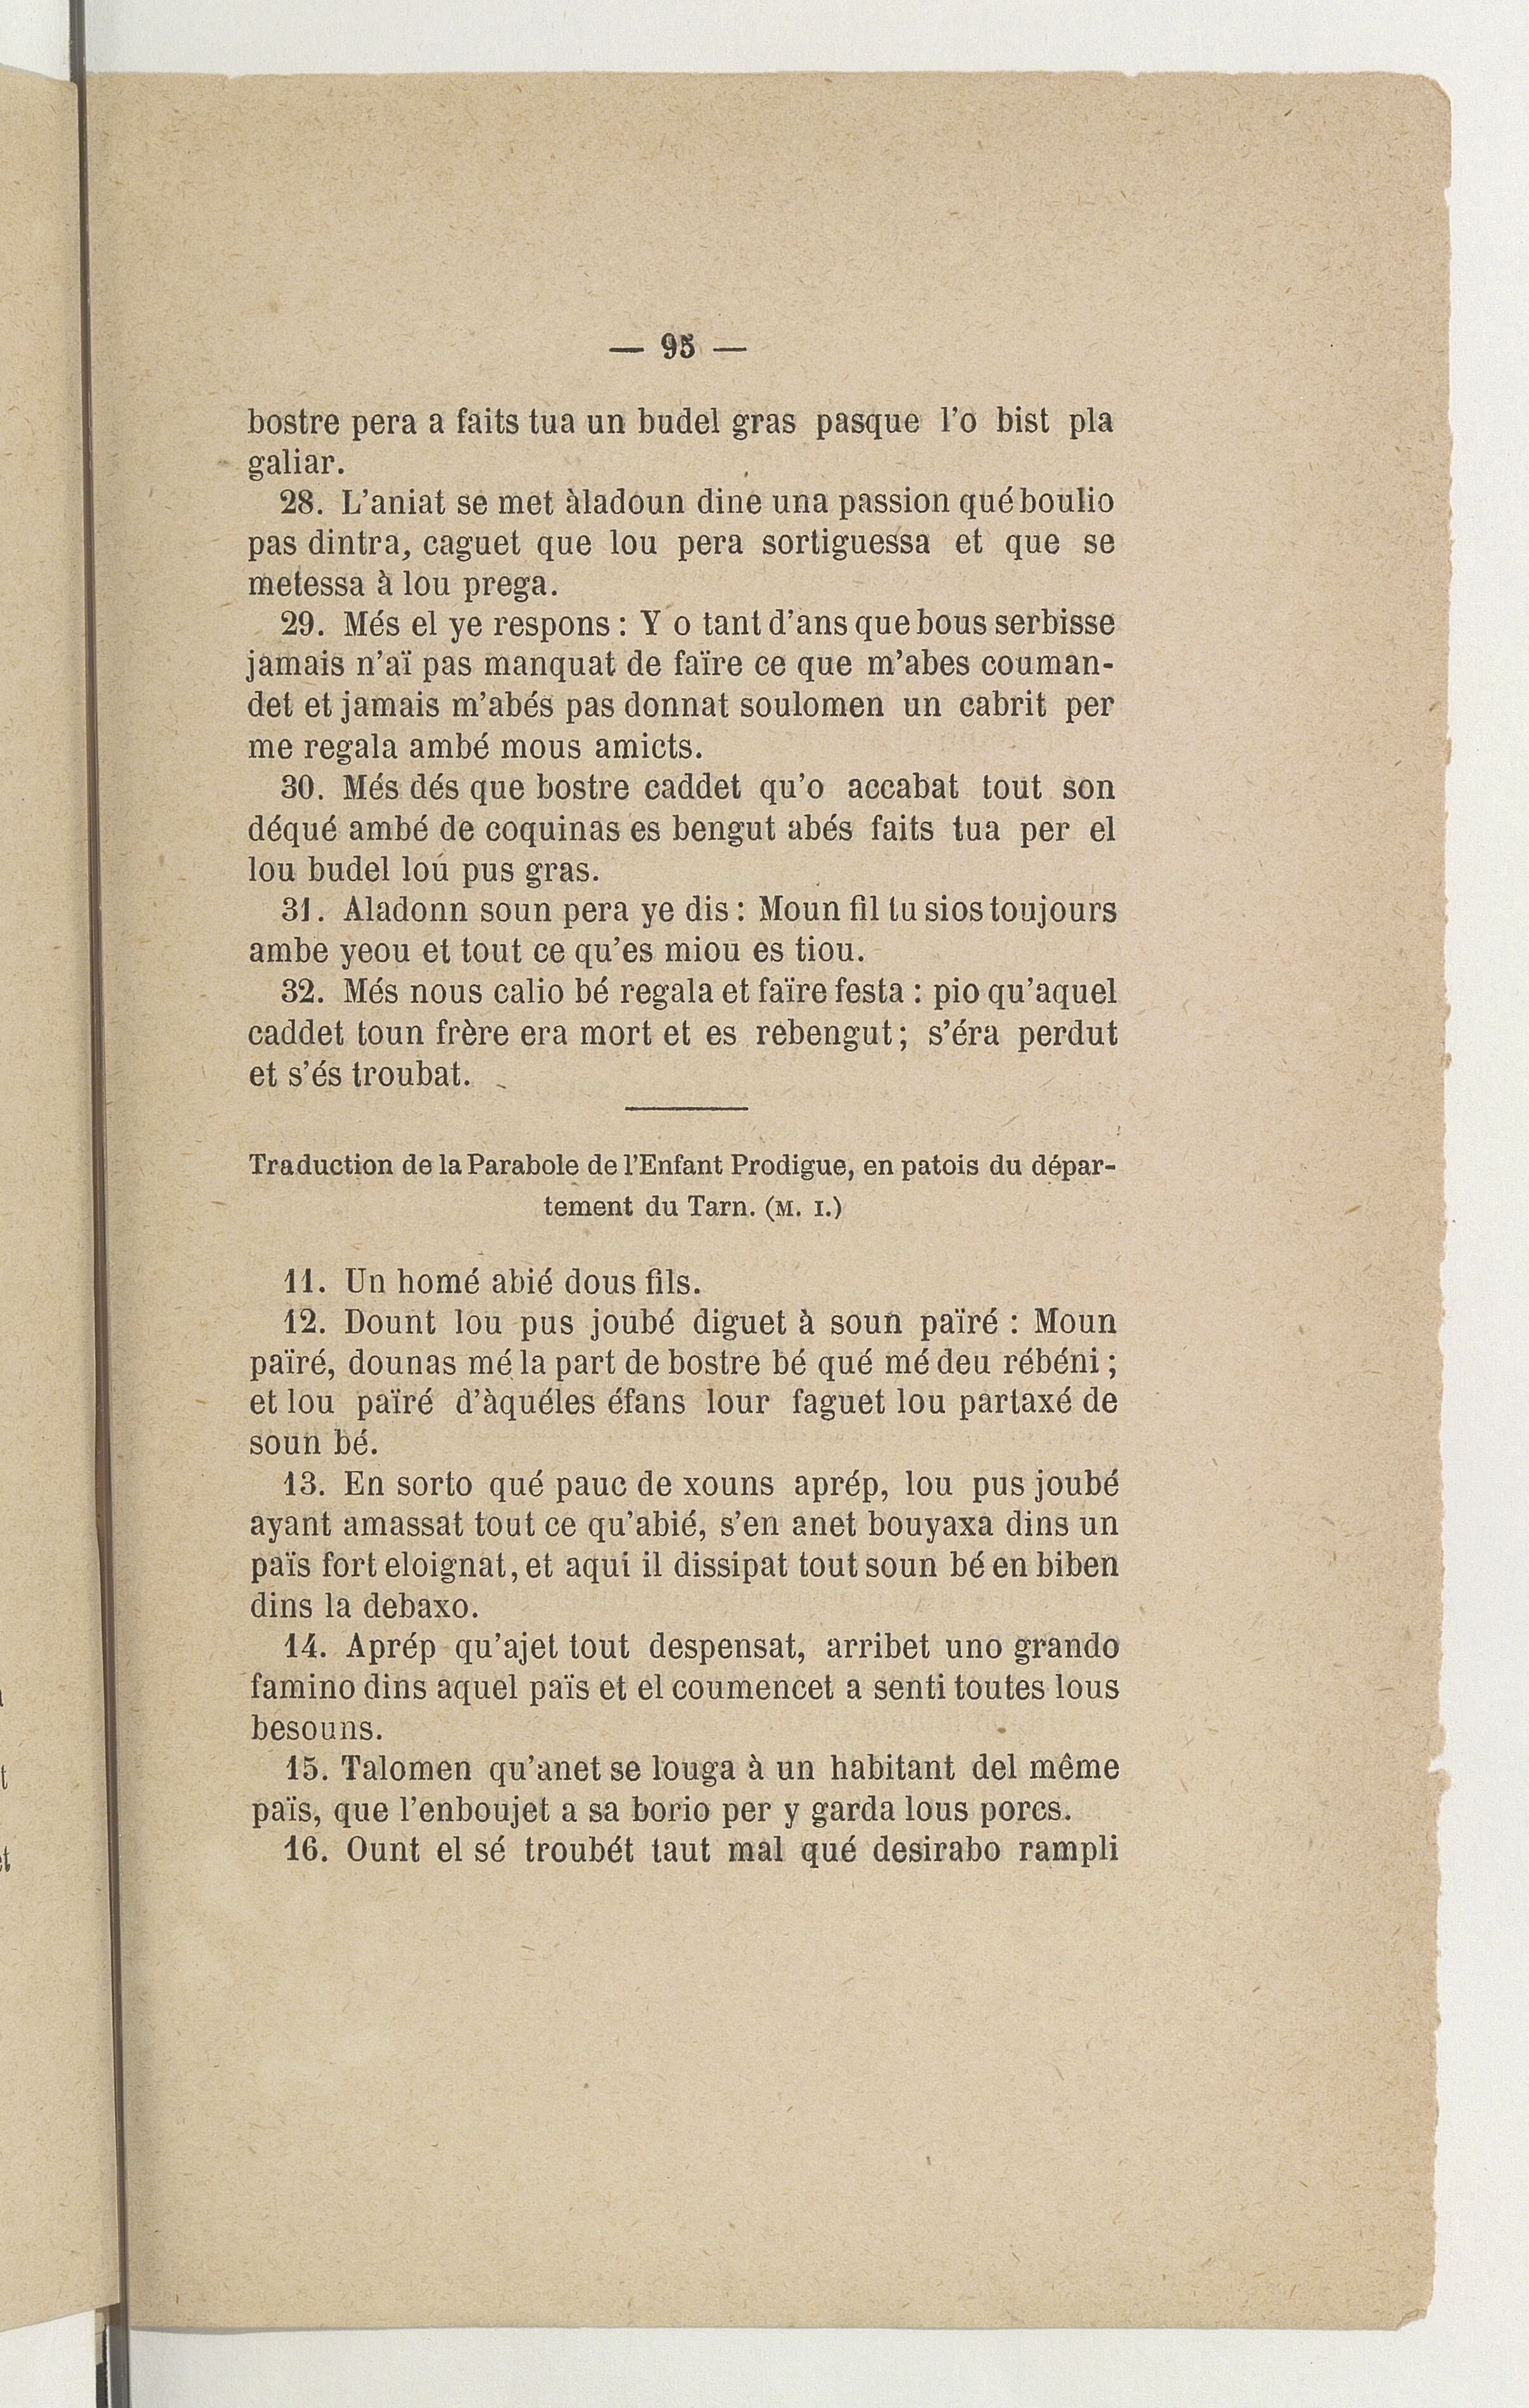 — 95 —
bostre pera a faits tua un budel gras pasque l'o bist pla
galiar.
28. L'aniat se met àladoun dine una passion qué boulio
pas dintra, caguet que lou pera sortiguessa et que se
metessa à lou prega.
29. Més el ye respons : Y o tant d'ans que bous serbisse
jamais n'aï pas manquat de faïre ce que m'abes couman-
det et jamais m'abés pas donnat soulomen un cabrit per
me regala ambé mous amicts.
30. Més dés que bostre caddet qu'o accabat tout son
déqué ambé de coquinas es bengut abés faits tua per el
lou budel loú pus gras.
31. Aladonn soun pera ye dis : Moun fil tu sios toujours
ambe yeou et tout ce qu'es miou es tiou.
32. Més nous calio bé regala et faïre festa : pio qu'aquel
caddet toun frère era mort et es rebengut ; s'éra perdut
et s'és troubat.
Traduction de la Parabole de l'Enfant Prodigue, en patois du dépar-
tement du Tarn. (M. I.)
11. Un homé abié dous fils.
12. Dount lou pus joubé diguet à soun païré : Moun
païré, dounas mé la part de bostre bé qué mé deu rébéni ;
et lou païré d'àquéles éfans lour faguet lou partaxé de
soun bé.
13. En sorto qué pauc de xouns aprép, lou pus joubé
ayant amassat tout ce qu'abié, s'en anet bouyaxa dins un
païs fort eloignat, et aqui il dissipat tout soun bé en biben
dins la debaxo.
14. Aprép qu'ajet tout despensat, arribet uno grando
famino dins aquel païs et el coumencet a senti toutes lous
besouns.
15. Talomen qu'anet se louga à un habitant del même
païs, que l'enboujet a sa borio per y garda lous porcs.
16. Ount el sé troubét taut mal qué desirabo rampli